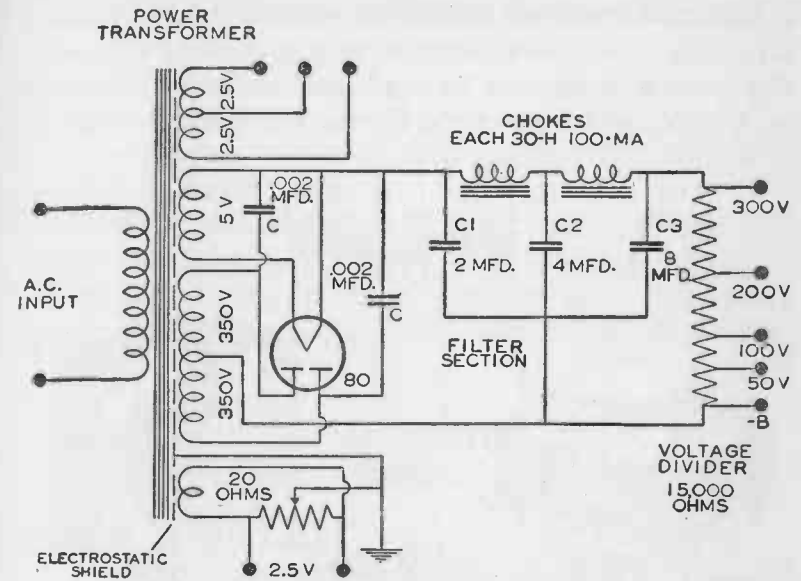 POWER
TRANSFORMER
2.5V
2.5V
CHOKES
EACH 30-H 100-MA
.002
MFD.
5V
C
C1
2 MFD.
C2
4 MFD.
C3
8
MFD.
300V
200V
100V
50V
-B
A.C.
INPUT
.002
MFD.
C
350V
350V
80
FILTER
SECTION
VOLTAGE
DIVIDER
15,000
OHMS
20
OHMS
2.5V
ELECTROSTATIC
SHIELD